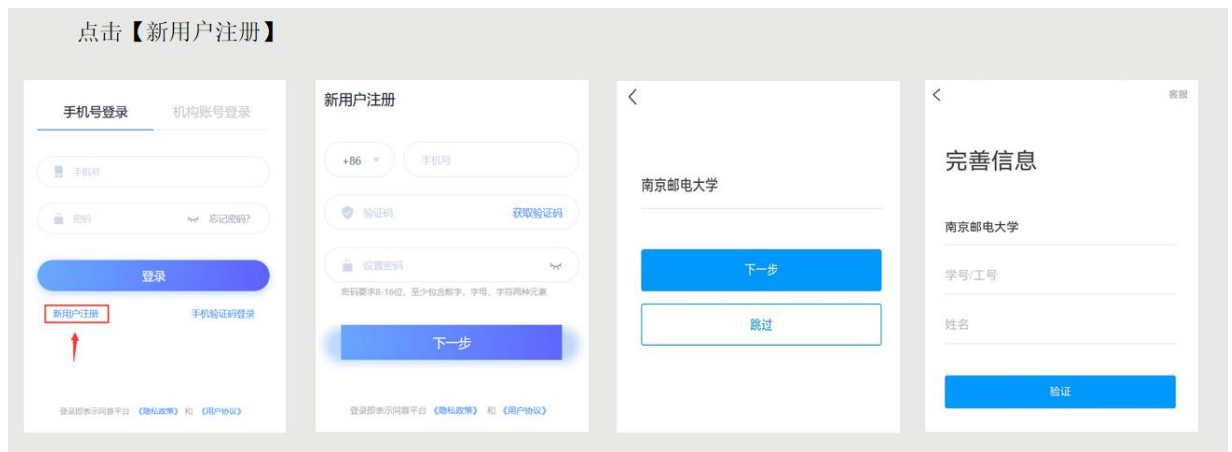 点击【新用户注册】
手机号登录
机构账号登录
手机号
密码
忘记密码?
登录
新用户注册
手机验证码登录
登录即表示同意平台 《隐私政策》 和 《用户协议》
新用户注册
+86
手机号
验证码
获取验证码
设置密码
密码要求8-16位，至少包含数字，字母，字符两种元素
下一步
登录即表示同意平台 《隐私政策》 和 《用户协议》
南京邮电大学
下一步
跳过
客服
完善信息
南京邮电大学
学号/工号
姓名
验证